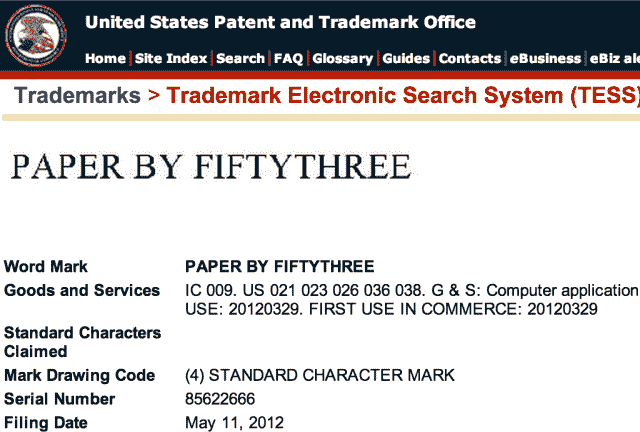 United States Patent and Trademark Office
Home | Site Index | Search | FAQ | Glossary | Guides | Contacts | eBusiness | eBiz
Trademarks > Trademark Electronic Search System (TESS)
PAPER BY FIFTYTHREE
Word Mark PAPER BY FIFTYTHREE
Goods and Services IC 009. US 021 023 026 036 038. G & S: Computer application
USE: 20120329. FIRST USE IN COMMERCE: 20120329
Standard Characters
Claimed
Mark Drawing Code (4) STANDARD CHARACTER MARK
Serial Number 85622666
Filing Date May 11, 2012